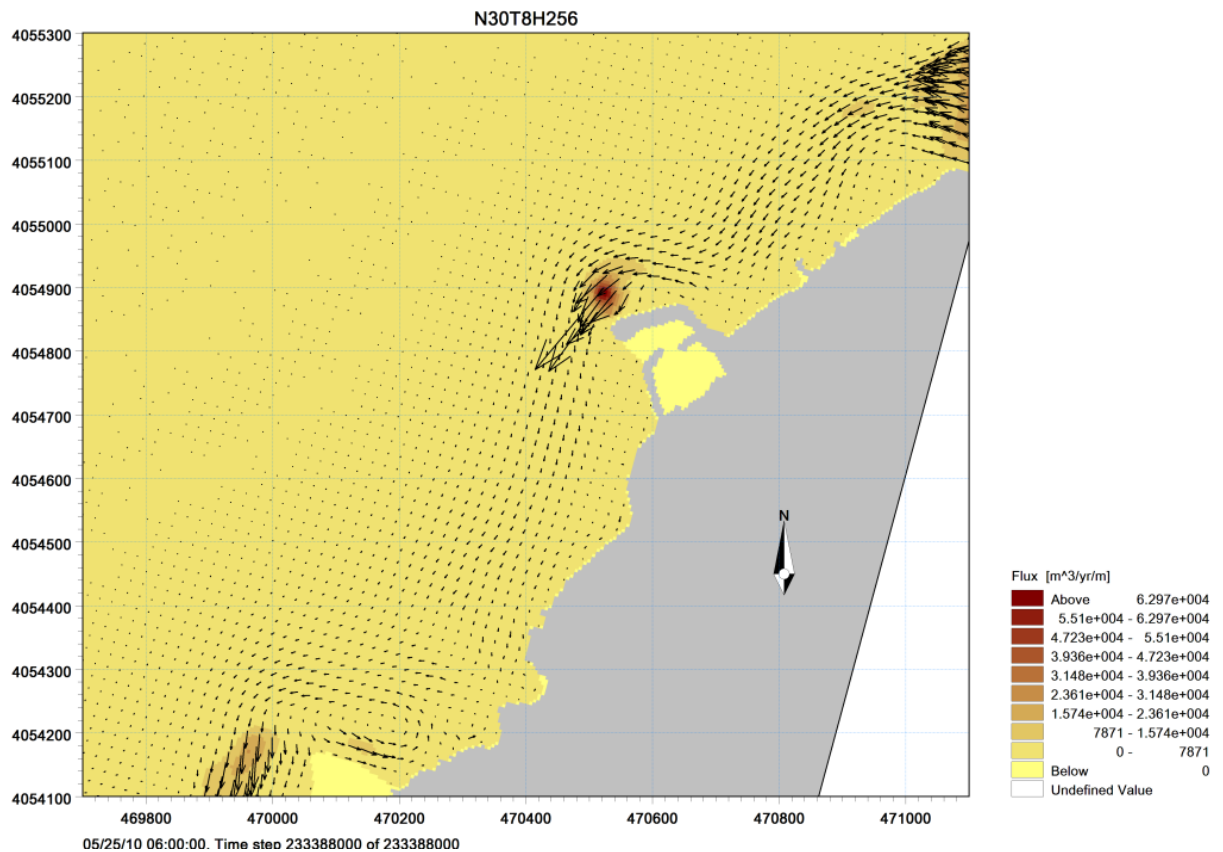 N30T8H256
4055300
4055200
4055100
4055000
4054900
4054800
4054700
4054600
4054500
4054400
4054300
4054200
4054100
N
469800 470000 470200 470400 470600 470800 471000
05/25/10 06:00:00, Time step 233388000 of 233388000
Flux [m^3/yr/m]
Above 6.297e+004
5.51e+004 - 6.297e+004
4.723e+004 - 5.51e+004
3.936e+004 - 4.723e+004
3.148e+004 - 3.936e+004
2.361e+004 - 3.148e+004
1.574e+004 - 2.361e+004
7871 - 1.574e+004
0 - 7871
Below 0
Undefined Value